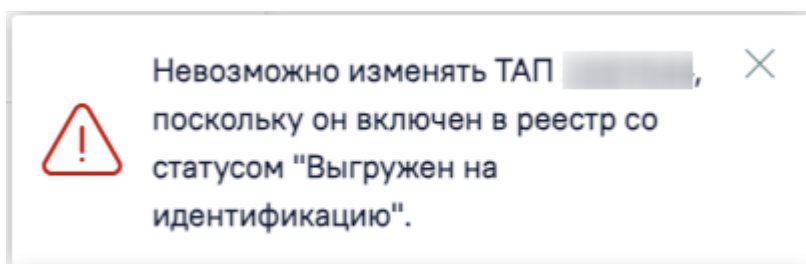 Невозможно изменять ТАП ,
поскольку он включен в реестр со
статусом "Выгружен на
идентификацию".